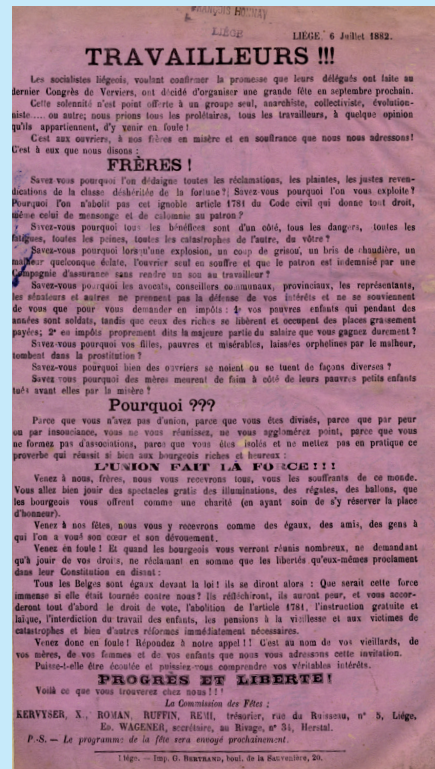 LIÉGE
LIÉGE 6 Juillet 1882.
TRAVAILLEURS !!!
Les socialistes liégeois, voulant confirmer la promesse que leurs délégués ont faite au
dernier Congrès de Verviers, ont décidé d'organiser une grande fête en septembre prochain.
Cette solennité n'est point offerte à un groupe seul, anarchiste, collectiviste, évolution-
niste..... ou autre; nous prions tous les prolétaires, tous les travailleurs, à quelque opinion
qu'ils appartiennent, d'y venir en foule !
C'est aux ouvriers, à nos frères en misère et en souffrance que nous nous adressons!
C'est à eux que nous disons :
FRÈRES !
Savez vous pourquoi l'on dédaigne toutes les réclamations, les plaintes, les justes reven-
dications de la classe déshéritée de la fortune? Savez-vous pourquoi l'on vous exploite?
Pourquoi l'on n'abolit pas cet ignoble article 1781 du Code civil qui donne tout droit,
même celui de mensonge et de calomnie au patron?
Savez-vous pourquoi tous les bénéfices sont d'un côté, tous les dangers, toutes les
fatigues, toutes les peines, toutes les catastrophes de l'autre, du vôtre?
Savez-vous pourquoi lorsqu'une explosion, un coup de grisou, un bris de chaudière, un
malheur quelconque éclate, l'ouvrier seul en souffre et que le patron est indemnisé par une
Compagnie d'assurance sans rendre un sou au travailleur?
Savez-vous pourquoi les avocats, conseillers communaux, provinciaux, les représentants,
les sénateurs et autres ne prennent pas la défense de vos intérêts et ne se souviennent
de vous que pour vous demander en impôts : 1° vos pauvres enfants qui pendant des
années sont soldats, tandis que ceux des riches se libèrent et occupent des places grassement
payées; 2° en impôts proprement dits la majeure partie du salaire que vous gagnez durement?
Savez-vous pourquoi vos filles, pauvres et misérables, laissées orphelines par le malheur,
tombent dans la prostitution?
Savez-vous pourquoi bien des ouvriers se noient ou se tuent de façons diverses?
Savez vous pourquoi des mères meurent de faim à côté de leurs pauvres petits enfants
tués avant elles par la misère?
Pourquoi ???
Parce que vous n'avez pas d'union, parce que vous êtes divisés, parce que par peur
ou par insouciance, vous ne vous réunissez, ne vous agglomérez point, parce que vous
ne formez pas d'associations, parce que vous êtes isolés et ne mettez pas en pratique ce
proverbe qui réussit si bien aux bourgeois riches et heureux :
L'UNION FAIT LA FORCE!!!
Venez à nous, frères, nous vous recevrons tous, vous les souffrants de ce monde.
Vous allez bien jouir des spectacles gratis des illuminations, des régates, des ballons, que
les bourgeois vous offrent comme une charité (en ayant soin de s'y réserver la place
d'honneur).
Venez à nos fêtes, nous vous y recevrons comme des égaux, des amis, des gens à
qui l'on a voué son cœur et son dévouement.
Venez en foule! Et quand les bourgeois vous verront réunis nombreux, ne demandant
qu'à jouir de vos droits, ne réclamant en somme que les libertés qu'eux-mêmes proclament
dans leur Constitution en disant :
Tous les Belges sont égaux devant la loi! ils se diront alors : Que serait cette force
immense si elle était tournée contre nous? Ils réfléchiront, ils auront peur, et vous accor-
deront tout d'abord le droit de vote, l'abolition de l'article 1781, l'instruction gratuite et
laïque, l'interdiction du travail des enfants, les pensions à la vieillesse et aux victimes de
catastrophes et bien d'autres réformes immédiatement nécessaires.
Venez donc en foule! Répondez à notre appel!! C'est au nom de vos vieillards, de
vos mères, de vos femmes et de vos enfants que nous vous adressons cette invitation.
Puisse-t-elle être écoutée et puissiez-vous comprendre vos véritables intérêts.
PROGRÈS ET LIBERTÉ!
Voilà ce que vous trouverez chez nous!!!
La Commission des Fêtes :
KERVYSER, X., ROMAN, RUFFIN, REMI, trésorier, rue du Ruisseau, n° 5, Liége,
ED. WAGENER, secrétaire, au Rivage, n° 34, Herstal.
P.-S. — Le programme de la fête sera envoyé prochainement.
Liége. — Imp. G. BERTRAND, boul. de la Sauvenière, 20.